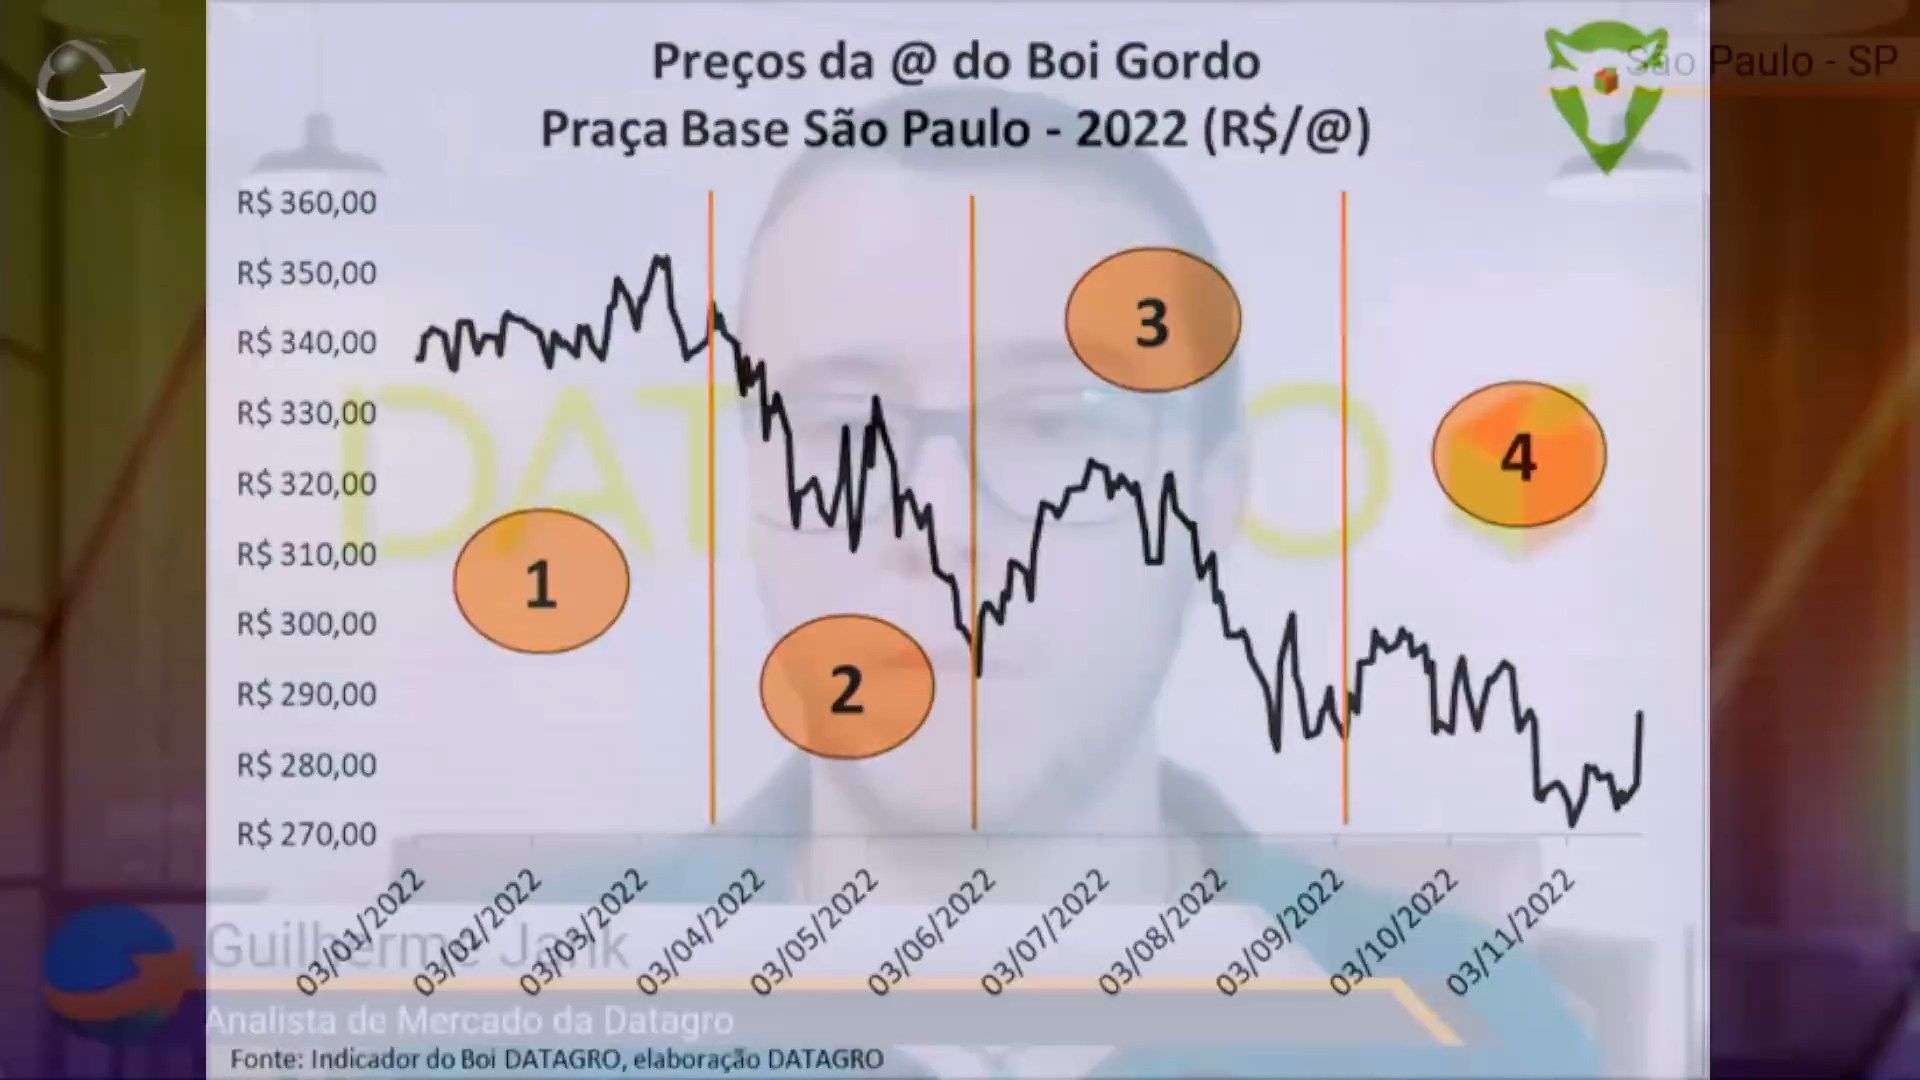 Preços da @ do Boi Gordo
Praça Base São Paulo - 2022 (R$/@)
São Paulo - SP
R$ 360,00
R$ 350,00
R$ 340,00
R$ 330,00
R$ 320,00
R$ 310,00
R$ 300,00
R$ 290,00
R$ 280,00
R$ 270,00
1
2
3
4
03/01/2022
03/02/2022
03/03/2022
03/04/2022
03/05/2022
03/06/2022
03/07/2022
03/08/2022
03/09/2022
03/10/2022
03/11/2022
Guilherme Jank
Analista de Mercado da Datagro
Fonte: Indicador do Boi DATAGRO, elaboração DATAGRO